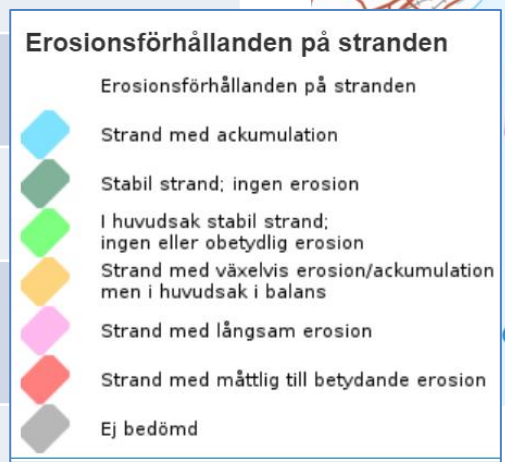 Erosionsförhållanden på stranden
Erosionsförhållanden på stranden
Strand med ackumulation
Stabil strand; ingen erosion
I huvudsak stabil strand;
ingen eller obetydlig erosion
Strand med växelvis erosion/ackumulation
men i huvudsak i balans
Strand med långsam erosion
Strand med måttlig till betydande erosion
Ej bedömd